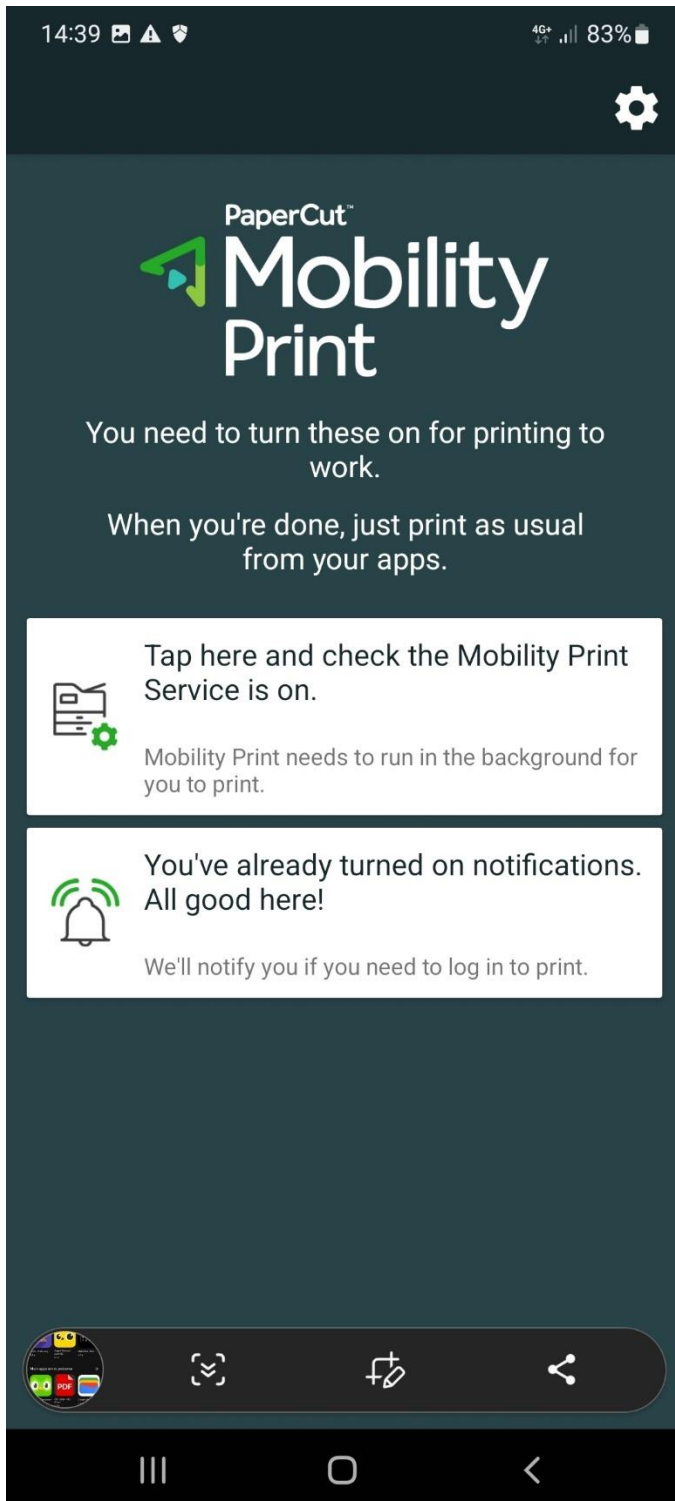 14:39 4G+ 83%
PaperCut™
Mobility
Print
You need to turn these on for printing to
work.
When you're done, just print as usual
from your apps.
Tap here and check the Mobility Print
Service is on.
Mobility Print needs to run in the background for
you to print.
You've already turned on notifications.
All good here!
We'll notify you if you need to log in to print.
PDF